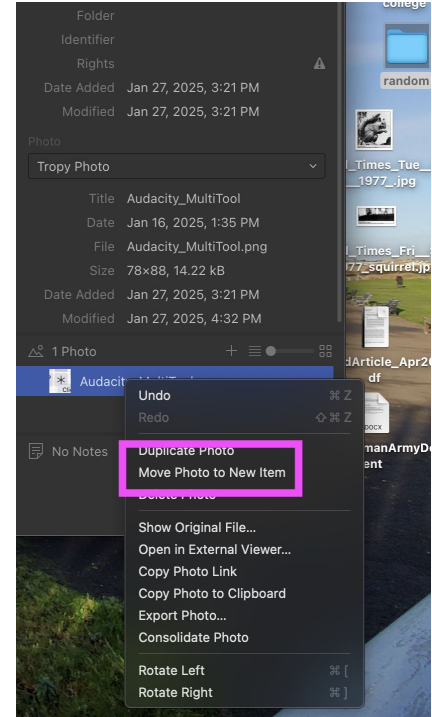 college
Folder
Identifier
Rights
random
Date Added Jan 27, 2025, 3:21 PM
Modified Jan 27, 2025, 3:21 PM
Photo
Tropy Photo
Title Audacity_MultiTool
Date Jan 16, 2025, 1:35 PM
File Audacity_MultiTool.png
Size 78×88, 14.22 kB
Date Added Jan 27, 2025, 3:21 PM
Modified Jan 27, 2025, 4:32 PM
_Times_Tue_
_1977_.jpg
_Times_Fri_
77_squirrel.jp
1 Photo
dArticle_Apr2
df
Audacit
Undo ⌘ Z
Redo ⇧ ⌘ Z
Duplicate Photo
Move Photo to New Item
Delete Photo
No Notes
DOCX
manArmyDo
ent
Show Original File...
Open in External Viewer...
Copy Photo Link
Copy Photo to Clipboard
Export Photo...
Consolidate Photo
Rotate Left ⌘ [
Rotate Right ⌘ ]